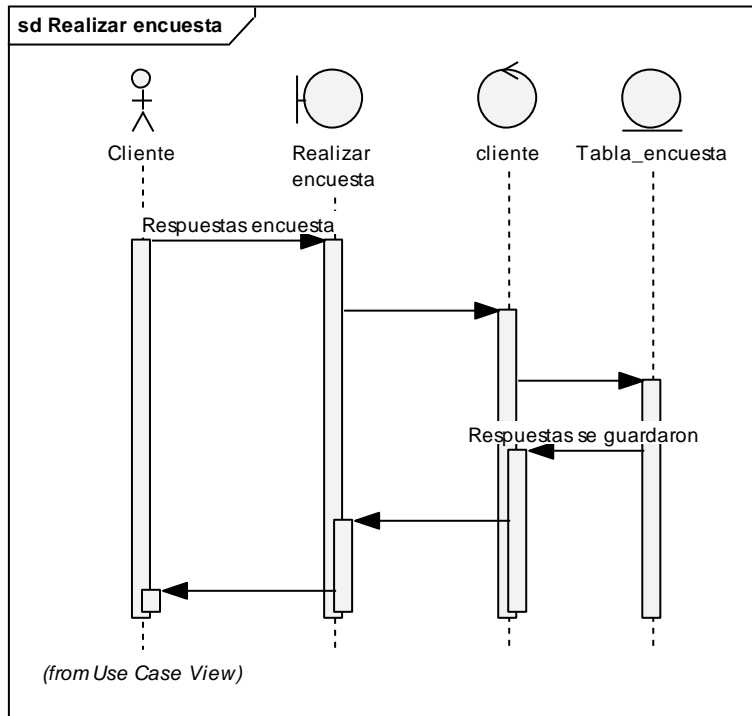 sd Realizar encuesta
Cliente
Realizar
encuesta
cliente
Tabla_encuesta
Respuestas encuesta
Respuestas se guardaron
(from Use Case View)